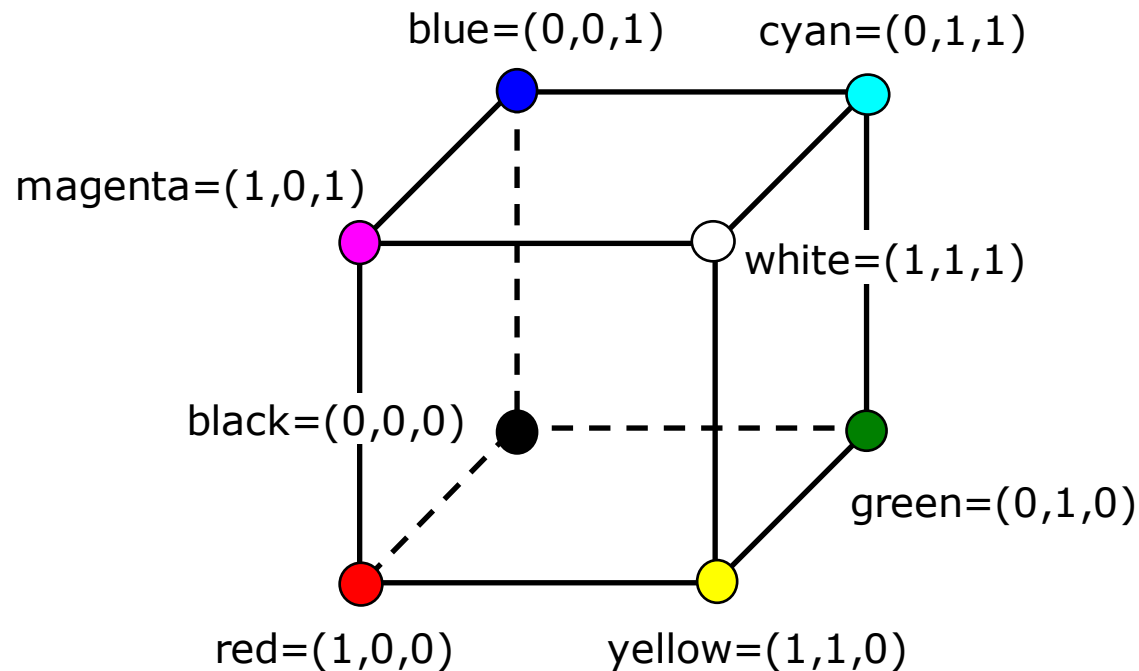 blue=(0,0,1)
cyan=(0,1,1)
magenta=(1,0,1)
white=(1,1,1)
black=(0,0,0)
green=(0,1,0)
red=(1,0,0)
yellow=(1,1,0)